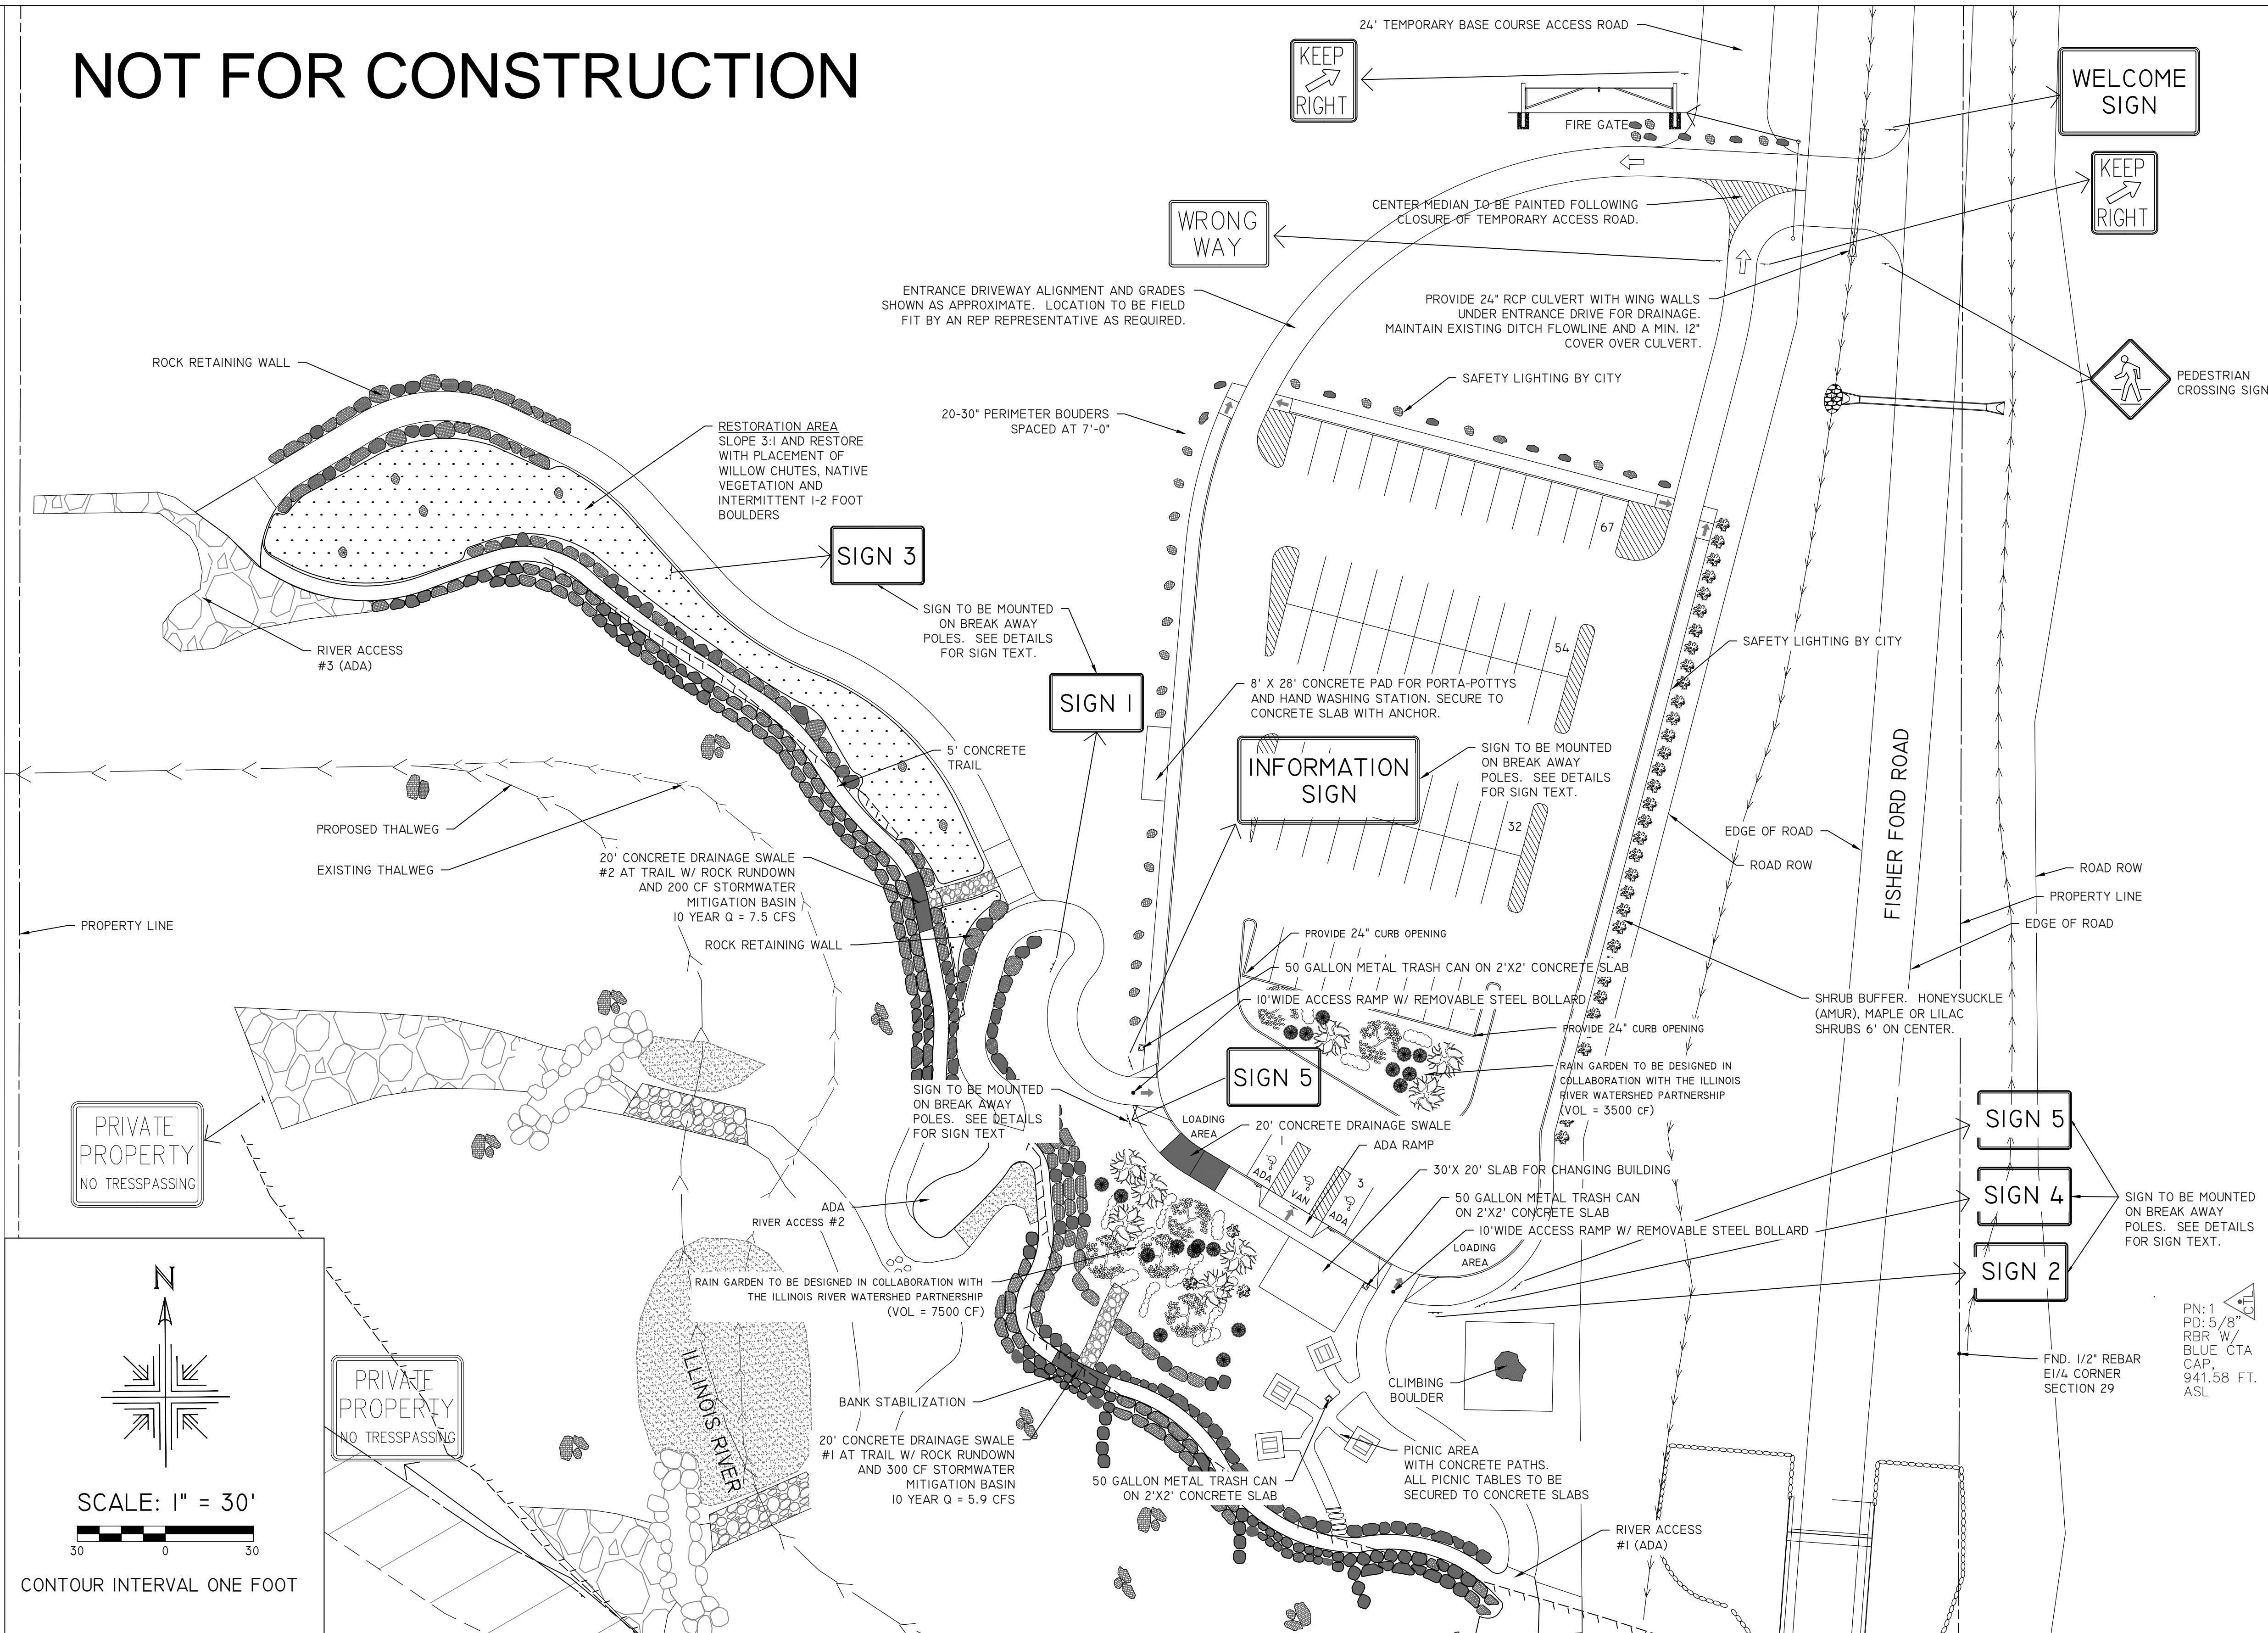 NOT FOR CONSTRUCTION
24' TEMPORARY BASE COURSE ACCESS ROAD
KEEP
RIGHT
FIRE GATE
WELCOME
SIGN
KEEP
RIGHT
CENTER MEDIAN TO BE PAINTED FOLLOWING
CLOSURE OF TEMPORARY ACCESS ROAD.
WRONG
WAY
ENTRANCE DRIVEWAY ALIGNMENT AND GRADES
SHOWN AS APPROXIMATE. LOCATION TO BE FIELD
FIT BY AN REP REPRESENTATIVE AS REQUIRED.
PROVIDE 24" RCP CULVERT WITH WING WALLS
UNDER ENTRANCE DRIVE FOR DRAINAGE.
MAINTAIN EXISTING DITCH FLOWLINE AND A MIN. 12"
COVER OVER CULVERT.
PEDESTRIAN
CROSSING SIGN
ROCK RETAINING WALL
SAFETY LIGHTING BY CITY
20-30" PERIMETER BOUDERS
SPACED AT 7'-0"
RESTORATION AREA
SLOPE 3:1 AND RESTORE
WITH PLACEMENT OF
WILLOW CHUTES, NATIVE
VEGETATION AND
INTERMITTENT 1-2 FOOT
BOULDERS
67
SIGN 3
SIGN TO BE MOUNTED
ON BREAK AWAY
POLES. SEE DETAILS
FOR SIGN TEXT.
RIVER ACCESS
#3 (ADA)
54
SAFETY LIGHTING BY CITY
SIGN 1
8' X 28' CONCRETE PAD FOR PORTA-POTTYS
AND HAND WASHING STATION. SECURE TO
CONCRETE SLAB WITH ANCHOR.
5' CONCRETE
TRAIL
INFORMATION
SIGN
SIGN TO BE MOUNTED
ON BREAK AWAY
POLES. SEE DETAILS
FOR SIGN TEXT.
32
PROPOSED THALWEG
EXISTING THALWEG
20' CONCRETE DRAINAGE SWALE
#2 AT TRAIL W/ ROCK RUNDOWN
AND 200 CF STORMWATER
MITIGATION BASIN
10 YEAR Q = 7.5 CFS
EDGE OF ROAD
ROAD ROW
FISHER FORD ROAD
ROAD ROW
PROPERTY LINE
EDGE OF ROAD
PROPERTY LINE
ROCK RETAINING WALL
PROVIDE 24" CURB OPENING
50 GALLON METAL TRASH CAN ON 2'X2' CONCRETE SLAB
10'WIDE ACCESS RAMP W/ REMOVABLE STEEL BOLLARD
SHRUB BUFFER. HONEYSUCKLE
(AMUR), MAPLE OR LILAC
SHRUBS 6' ON CENTER.
PROVIDE 24" CURB OPENING
RAIN GARDEN TO BE DESIGNED IN
COLLABORATION WITH THE ILLINOIS
RIVER WATERSHED PARTNERSHIP
(VOL = 3500 CF)
SIGN 5
SIGN TO BE MOUNTED
ON BREAK AWAY
POLES. SEE DETAILS
FOR SIGN TEXT
LOADING
AREA
20' CONCRETE DRAINAGE SWALE
1
ADA RAMP
ADA
VAN
3
ADA
PRIVATE
PROPERTY
NO TRESSPASSING
30'X 20' SLAB FOR CHANGING BUILDING
50 GALLON METAL TRASH CAN
ON 2'X2' CONCRETE SLAB
10'WIDE ACCESS RAMP W/ REMOVABLE STEEL BOLLARD
LOADING
AREA
SIGN 5
SIGN 4
SIGN 2
SIGN TO BE MOUNTED
ON BREAK AWAY
POLES. SEE DETAILS
FOR SIGN TEXT.
ADA
RIVER ACCESS #2
RAIN GARDEN TO BE DESIGNED IN COLLABORATION WITH
THE ILLINOIS RIVER WATERSHED PARTNERSHIP
(VOL = 7500 CF)
N
SCALE: 1" = 30'
30 0 30
CONTOUR INTERVAL ONE FOOT
PRIVATE
PROPERTY
NO TRESSPASSING
ILLINOIS RIVER
BANK STABILIZATION
20' CONCRETE DRAINAGE SWALE
#1 AT TRAIL W/ ROCK RUNDOWN
AND 300 CF STORMWATER
MITIGATION BASIN
10 YEAR Q = 5.9 CFS
CLIMBING
BOULDER
PICNIC AREA
WITH CONCRETE PATHS.
ALL PICNIC TABLES TO BE
SECURED TO CONCRETE SLABS
50 GALLON METAL TRASH CAN
ON 2'X2' CONCRETE SLAB
RIVER ACCESS
#1 (ADA)
FND. 1/2" REBAR
E1/4 CORNER
SECTION 29
CTL
PN: 1
PD: 5/8"
RBR W/
BLUE CTA
CAP,
941.58 FT.
ASL